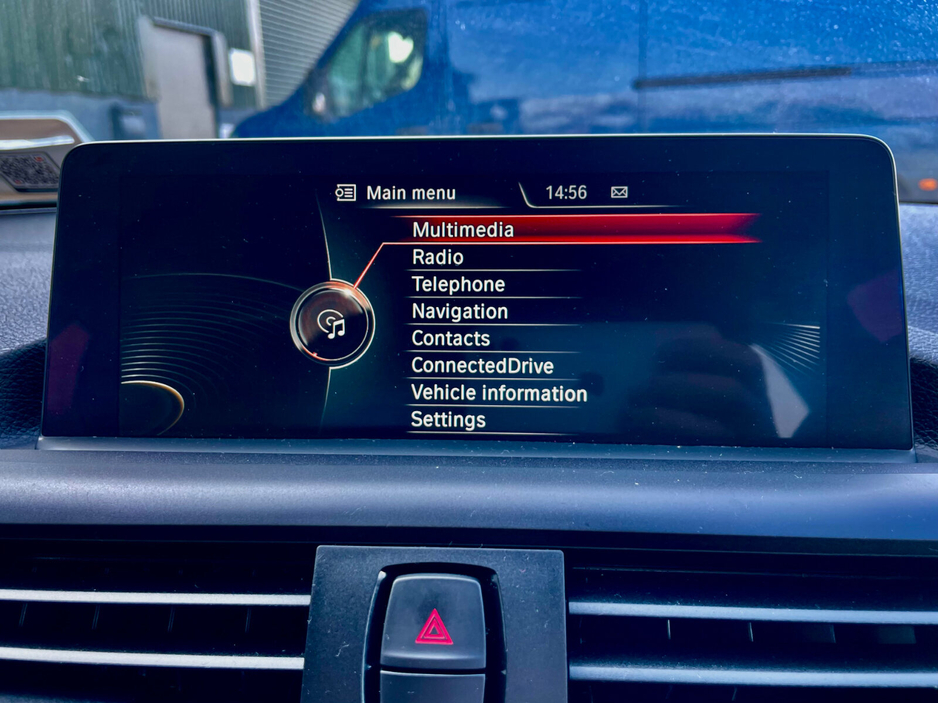 Main menu 14:56
Multimedia
Radio
Telephone
Navigation
Contacts
ConnectedDrive
Vehicle information
Settings